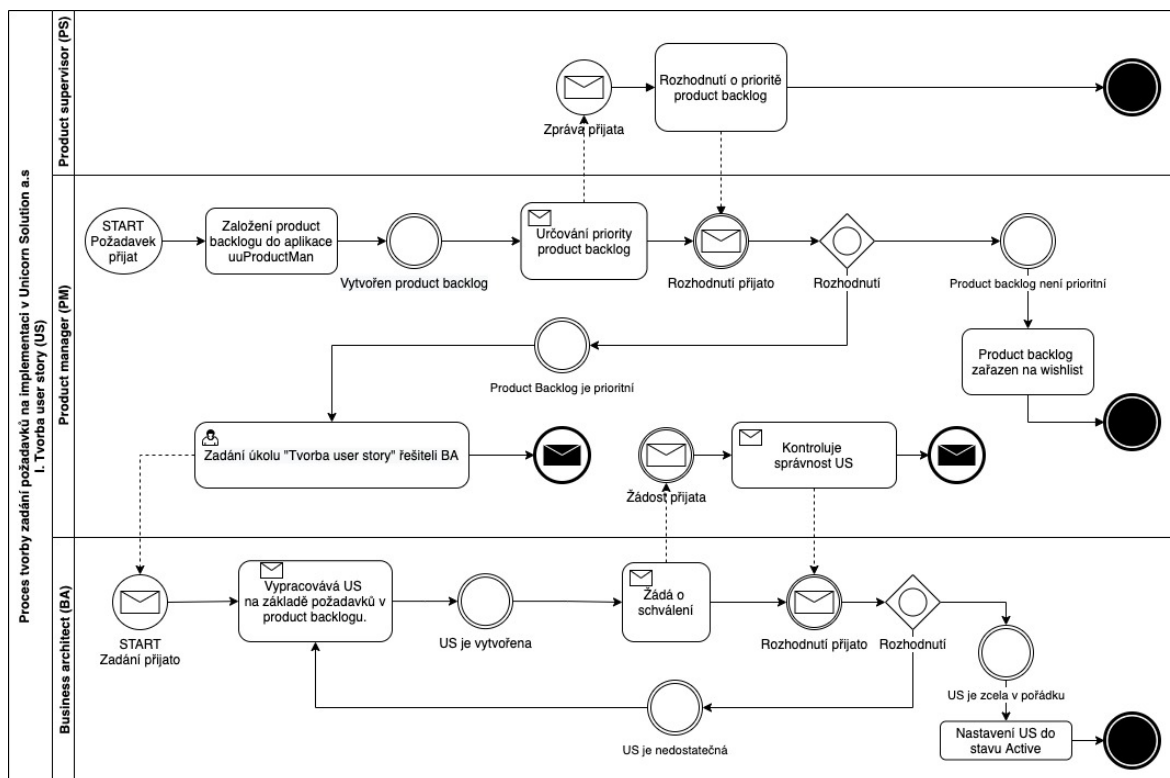 Proces tvorby zadání požadavků na implementaci v Unicorn Solution a.s
I. Tvorba user story (US)
Product supervisor (PS)
Zpráva přijata
Rozhodnutí o prioritě
product backlog
Product manager (PM)
START
Požadavek
přijat
Založení product
backlogu do aplikace
uuProductMan
Vytvořen product backlog
Určování priority
product backlog
Rozhodnutí přijato
Rozhodnutí
Product backlog není prioritní
Product Backlog je prioritní
Product backlog
zařazen na wishlist
Zadání úkolu "Tvorba user story" řešiteli BA
Žádost přijata
Kontroluje
správnost US
Business architect (BA)
START
Zadání přijato
Vypracovává US
na základě požadavků v
product backlogu.
US je vytvořena
Žádá o
schválení
Rozhodnutí přijato
Rozhodnutí
US je zcela v pořádku
US je nedostatečná
Nastavení US do
stavu Active